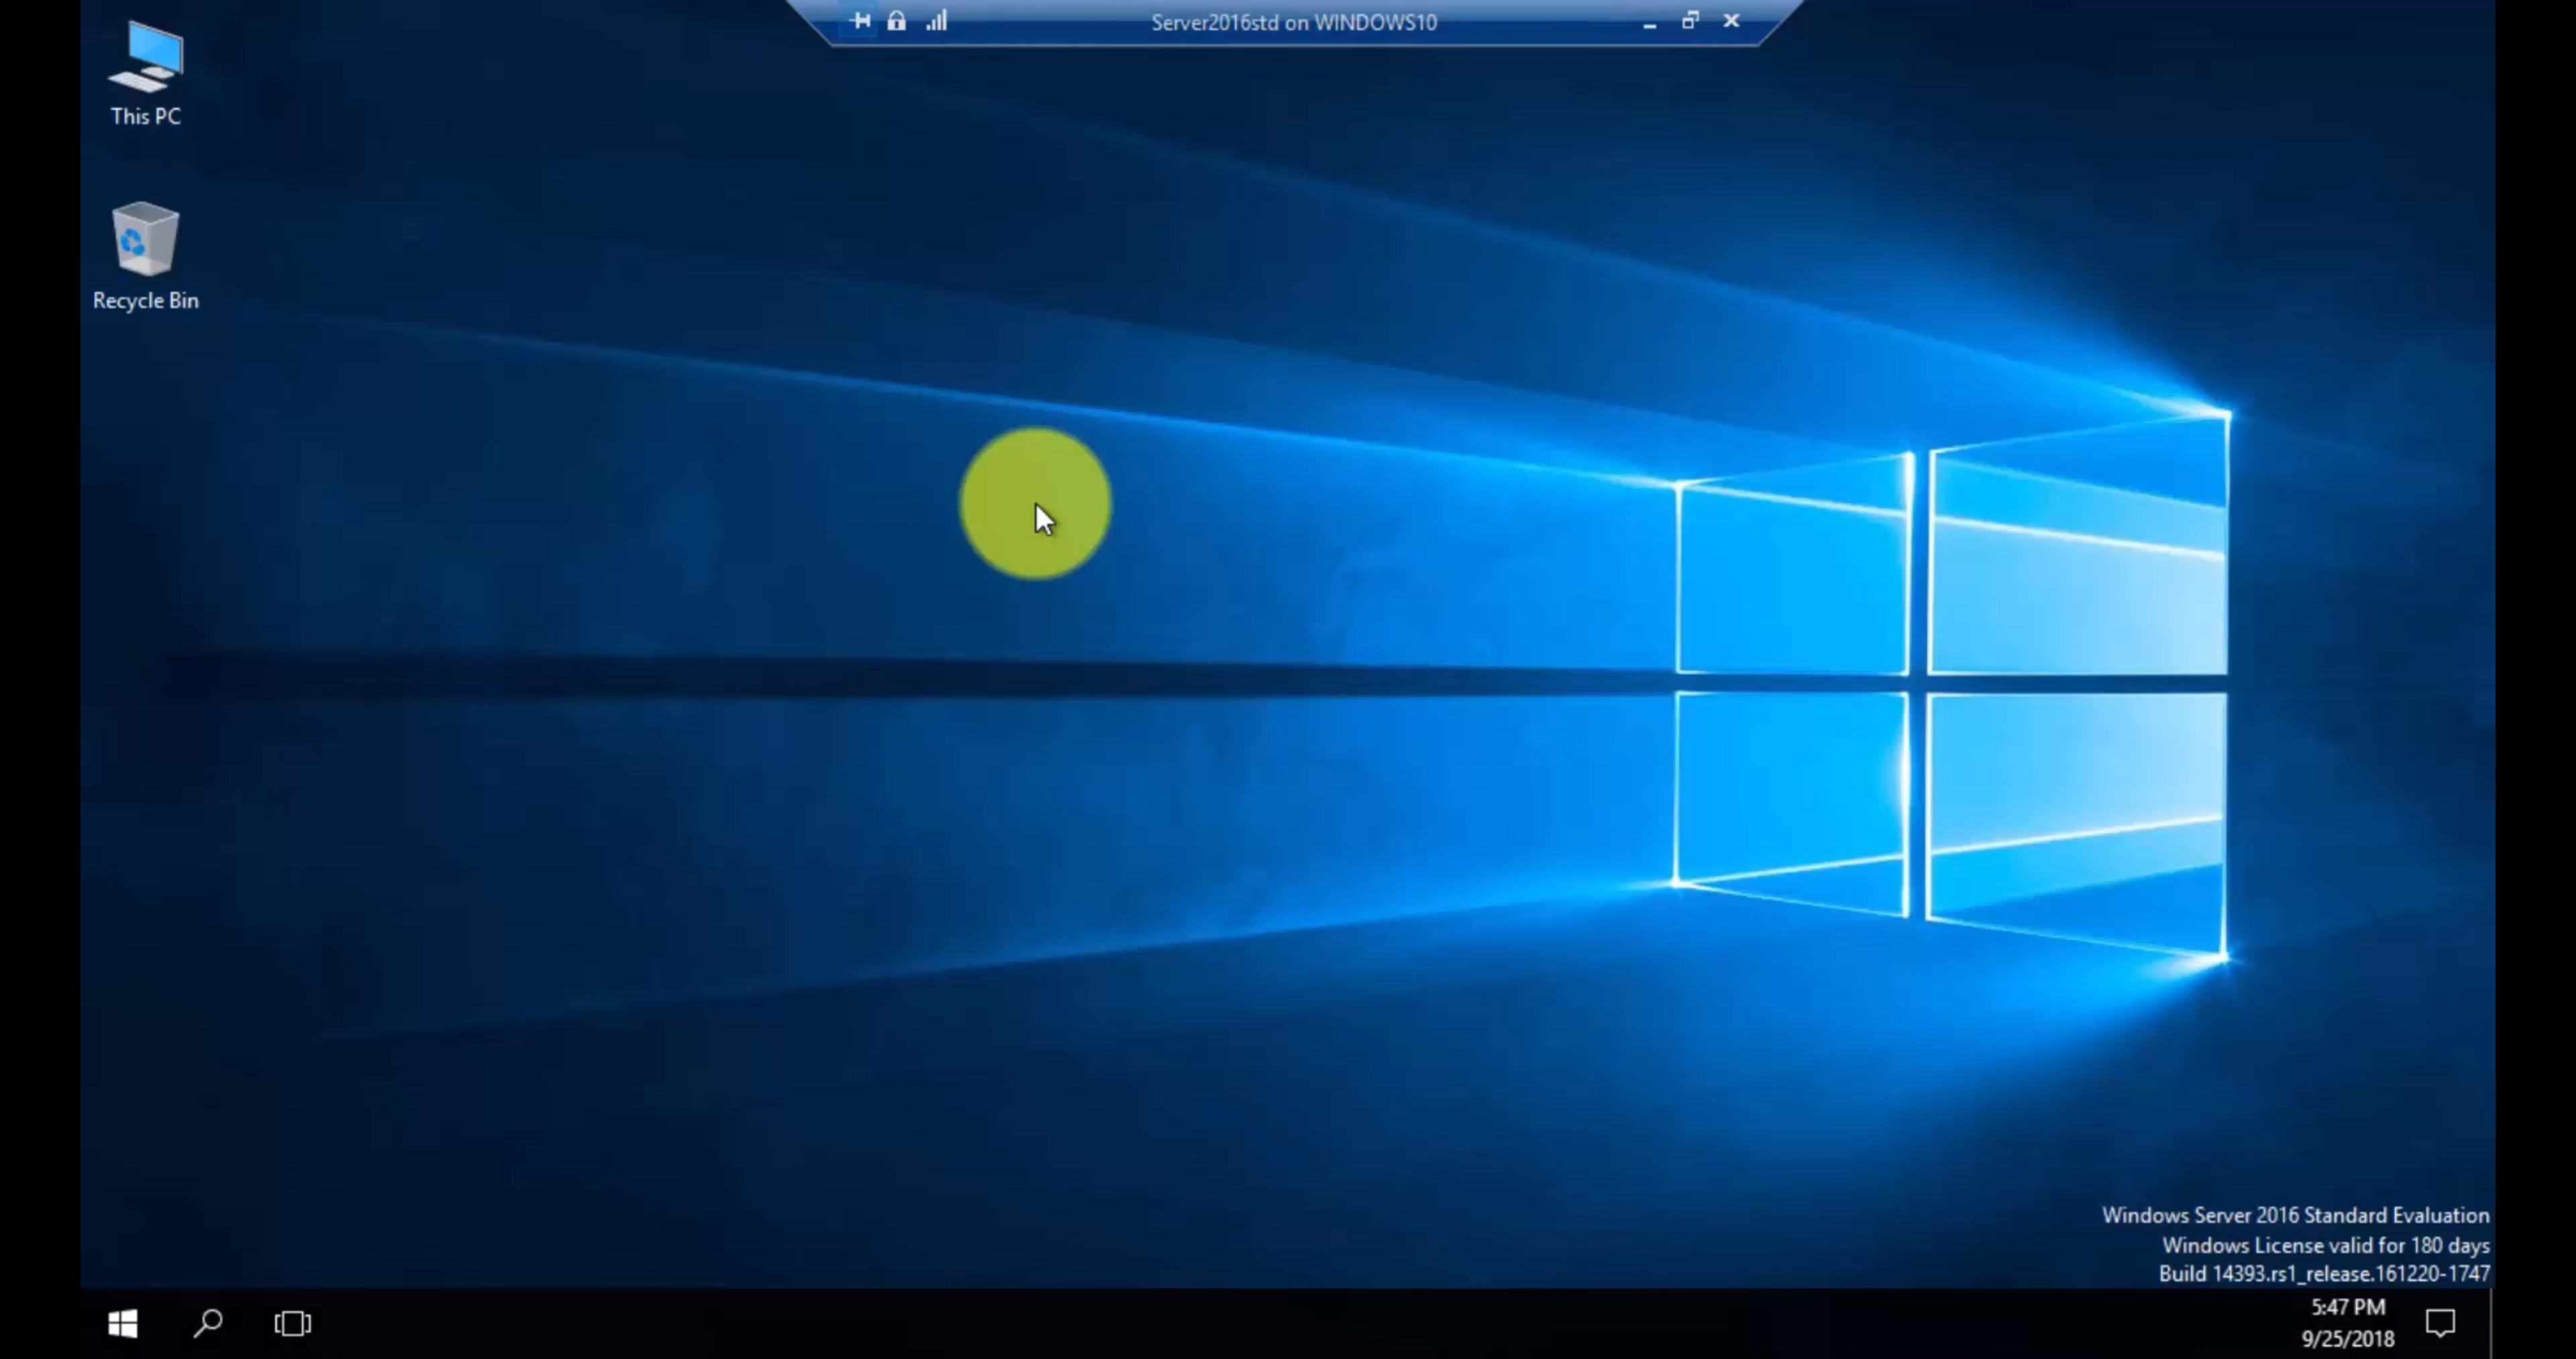 Server2016std on WINDOWS10
This PC
Recycle Bin
Windows Server 2016 Standard Evaluation
Windows License valid for 180 days
Build 14393.rs1_release.161220-1747
5:47 PM
9/25/2018